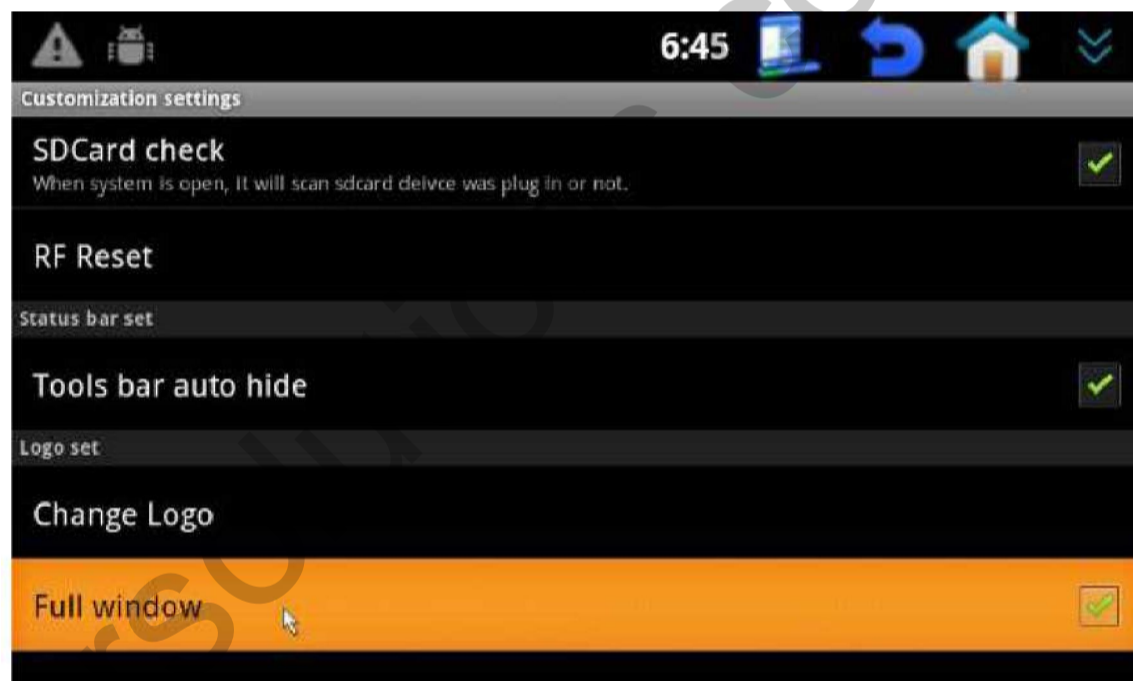 6:45
Customization settings
SDCard check
When system is open, it will scan sdcard deivce was plug in or not.
RF Reset
Status bar set
Tools bar auto hide
Logo set
Change Logo
Full window